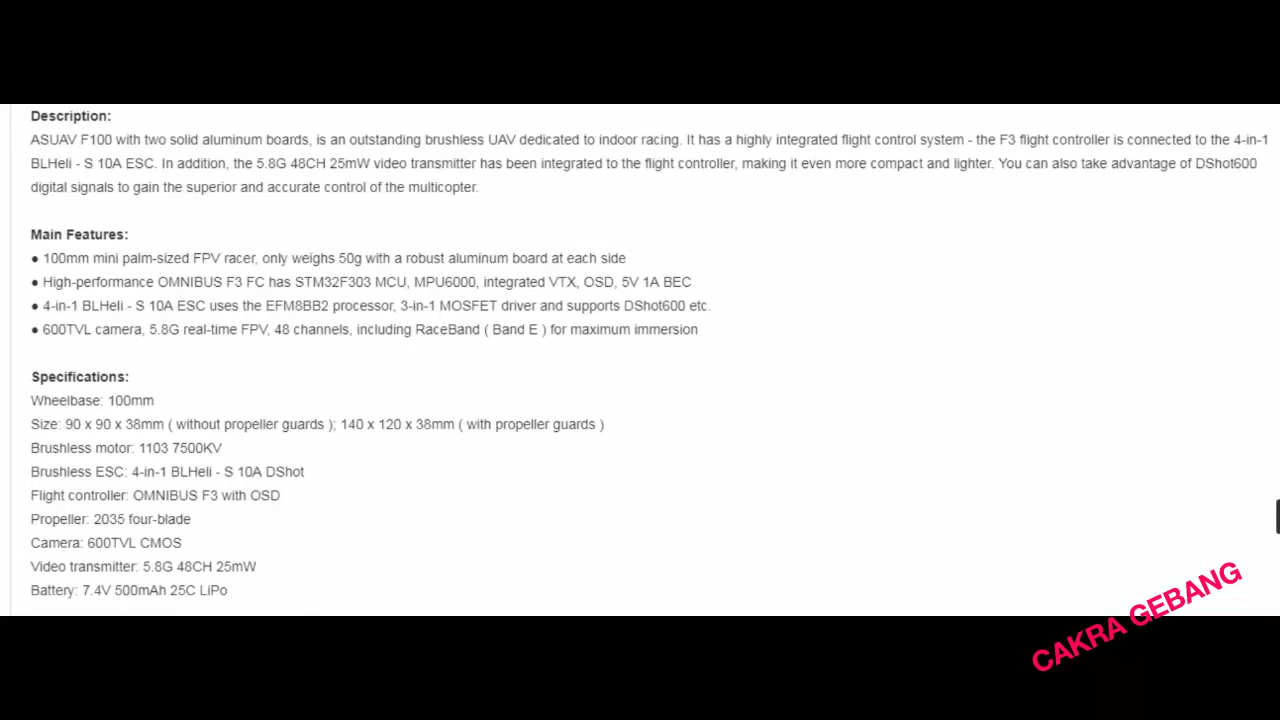 Description:
ASUAV F100 with two solid aluminum boards, is an outstanding brushless UAV dedicated to indoor racing. It has a highly integrated flight control system - the F3 flight controller is connected to the 4-in-1
BLHeli - S 10A ESC. In addition, the 5.8G 48CH 25mW video transmitter has been integrated to the flight controller, making it even more compact and lighter. You can also take advantage of DShot600
digital signals to gain the superior and accurate control of the multicopter.
Main Features:
● 100mm mini palm-sized FPV racer, only weighs 50g with a robust aluminum board at each side
● High-performance OMNIBUS F3 FC has STM32F303 MCU, MPU6000, integrated VTX, OSD, 5V 1A BEC
● 4-in-1 BLHeli - S 10A ESC uses the EFM8BB2 processor, 3-in-1 MOSFET driver and supports DShot600 etc.
● 600TVL camera, 5.8G real-time FPV, 48 channels, including RaceBand ( Band E ) for maximum immersion
Specifications:
Wheelbase: 100mm
Size: 90 x 90 x 38mm ( without propeller guards ); 140 x 120 x 38mm ( with propeller guards )
Brushless motor: 1103 7500KV
Brushless ESC: 4-in-1 BLHeli - S 10A DShot
Flight controller: OMNIBUS F3 with OSD
Propeller: 2035 four-blade
Camera: 600TVL CMOS
Video transmitter: 5.8G 48CH 25mW
Battery: 7.4V 500mAh 25C LiPo
CAKRA GEBANG